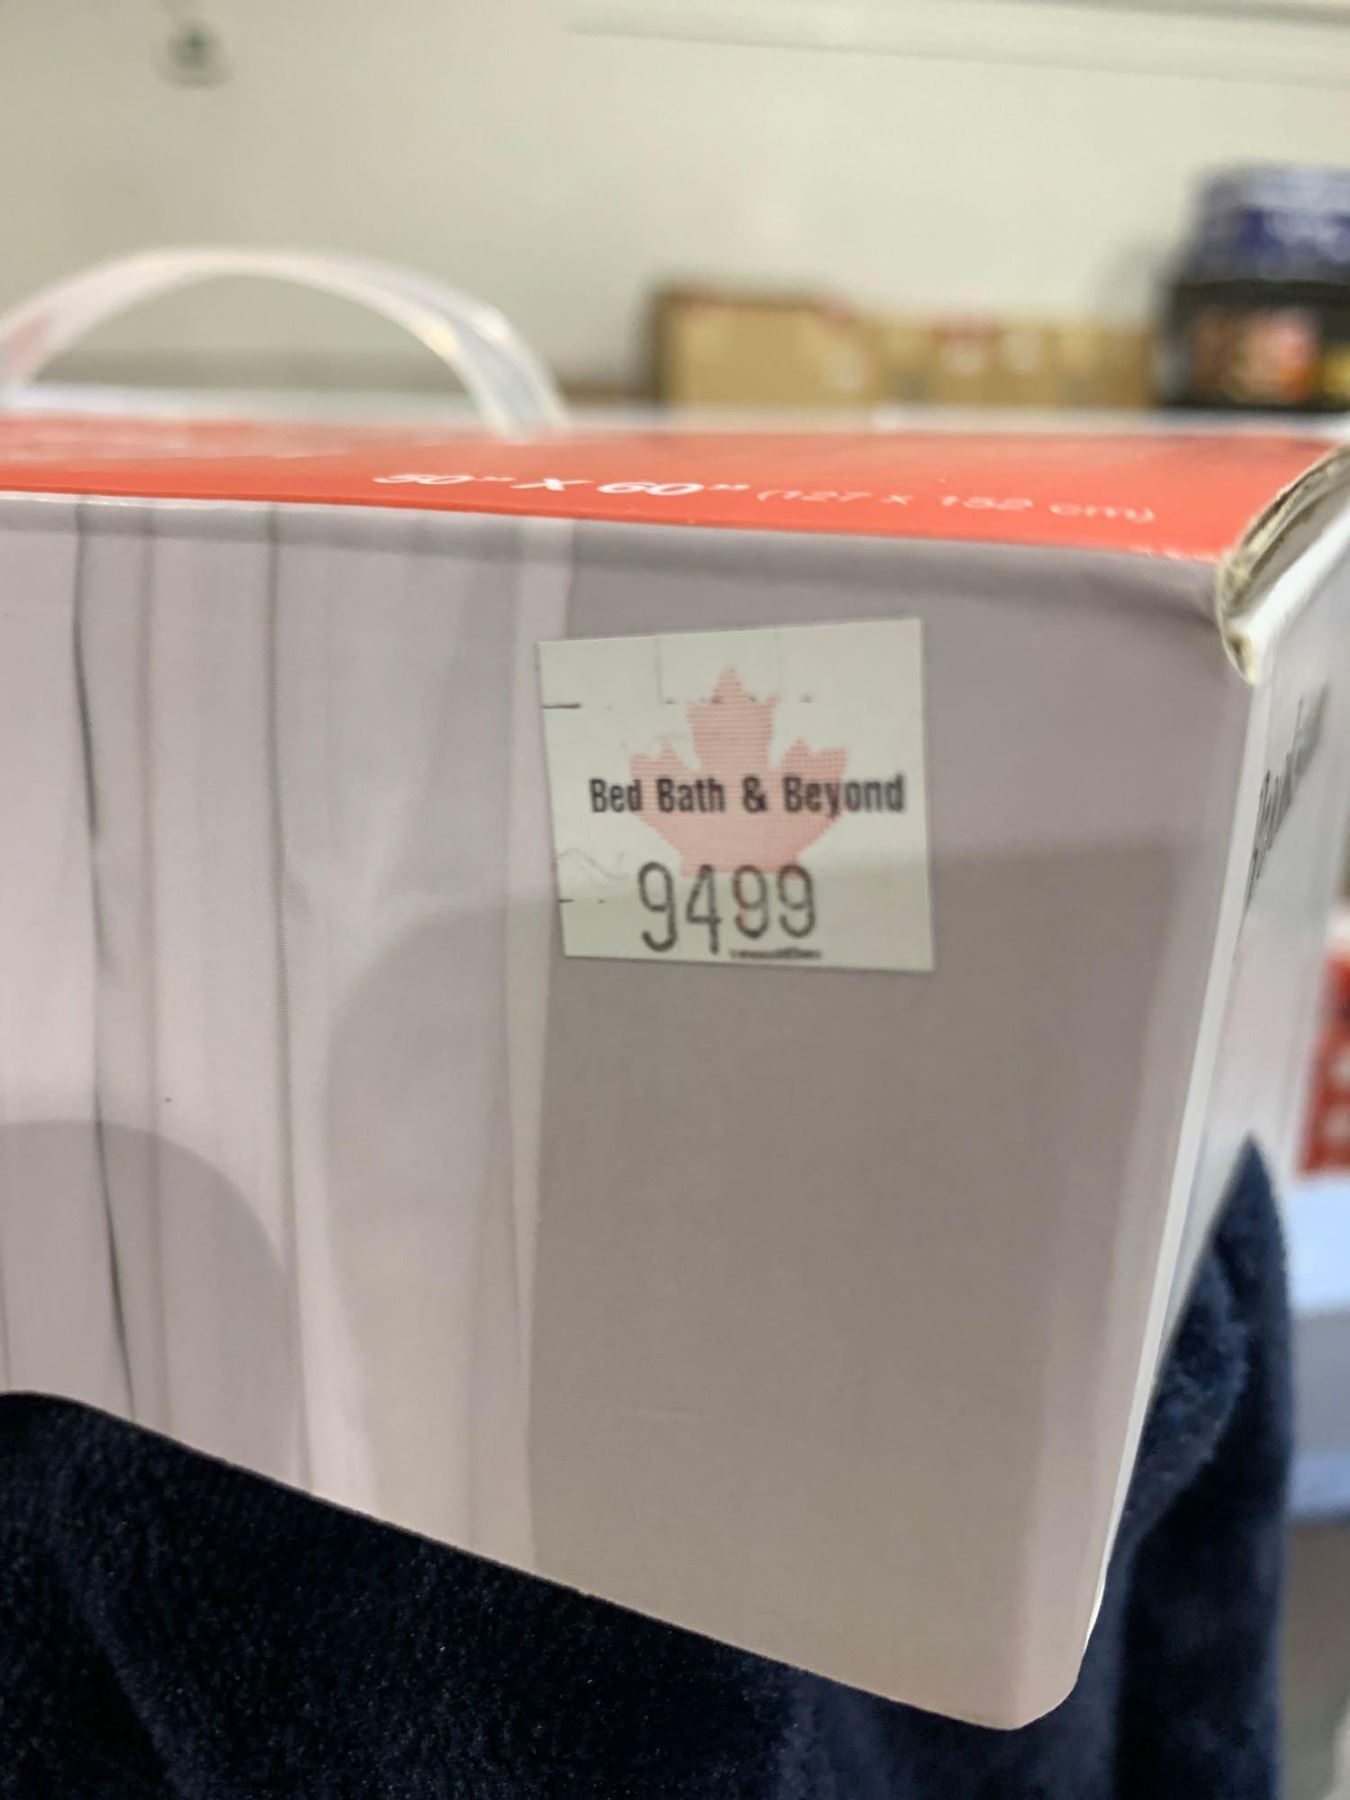 50" X 60" (127 x 152 cm)
Bed Bath & Beyond
9499